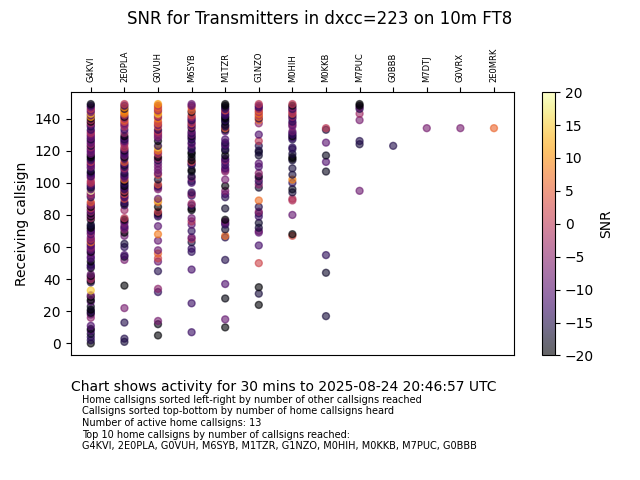 SNR for Transmitters in dxcc=223 on 10m FT8
G4KVI 2E0PLA G0VUH M6SYB M1TZR G1NZO M0HIH M0KKB M7PUC G0BBB M7DTJ G0VRX 2E0MRK
140
120
100
80
60
40
20
0
Receiving callsign
20
15
10
5
0
−5
−10
−15
−20
SNR
Chart shows activity for 30 mins to 2025-08-24 20:46:57 UTC
Home callsigns sorted left-right by number of other callsigns reached
Callsigns sorted top-bottom by number of home callsigns heard
Number of active home callsigns: 13
Top 10 home callsigns by number of callsigns reached:
G4KVI, 2E0PLA, G0VUH, M6SYB, M1TZR, G1NZO, M0HIH, M0KKB, M7PUC, G0BBB